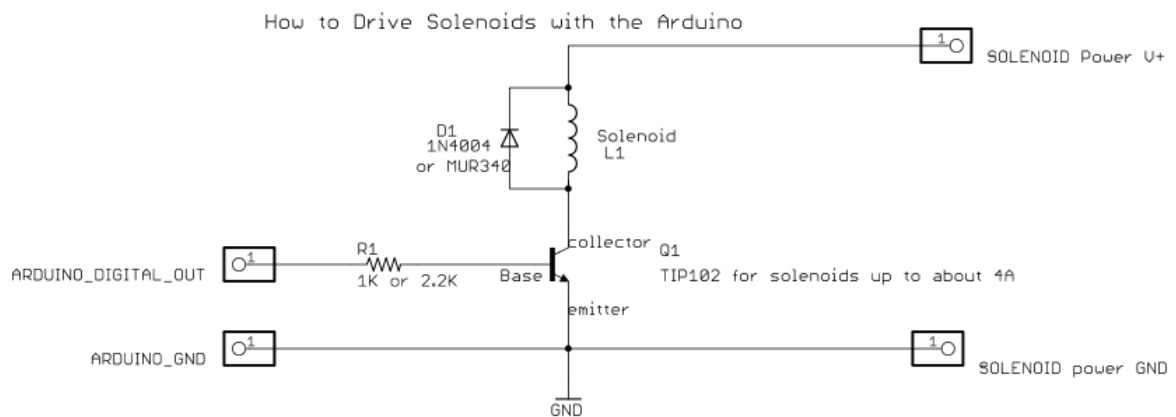 How to Drive Solenoids with the Arduino
1
SOLENOID Power V+
D1
1N4004
or MUR340
Solenoid
L1
collector
Q1
R1
1
ARDUINO_DIGITAL_OUT
1K or 2.2K
Base
TIP102 for solenoids up to about 4A
emitter
1
ARDUINO_GND
1
SOLENOID power GND
GND